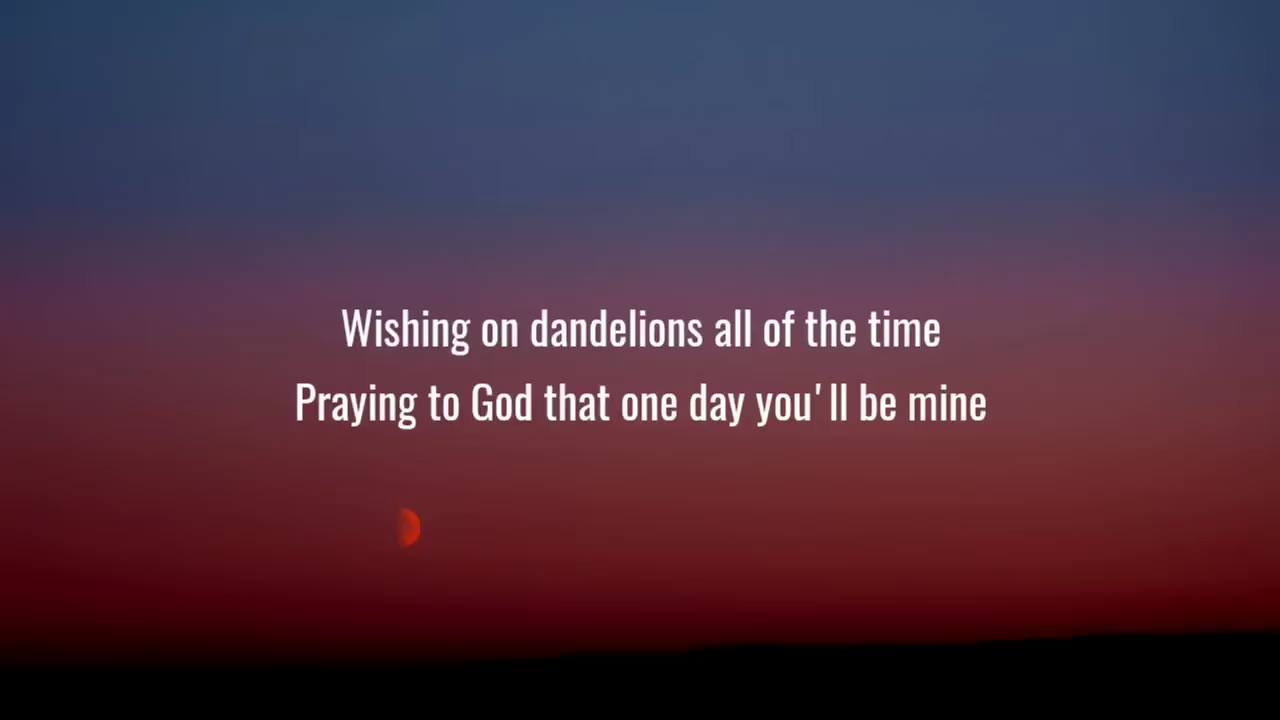 Wishing on dandelions all of the time
Praying to God that one day you'll be mine